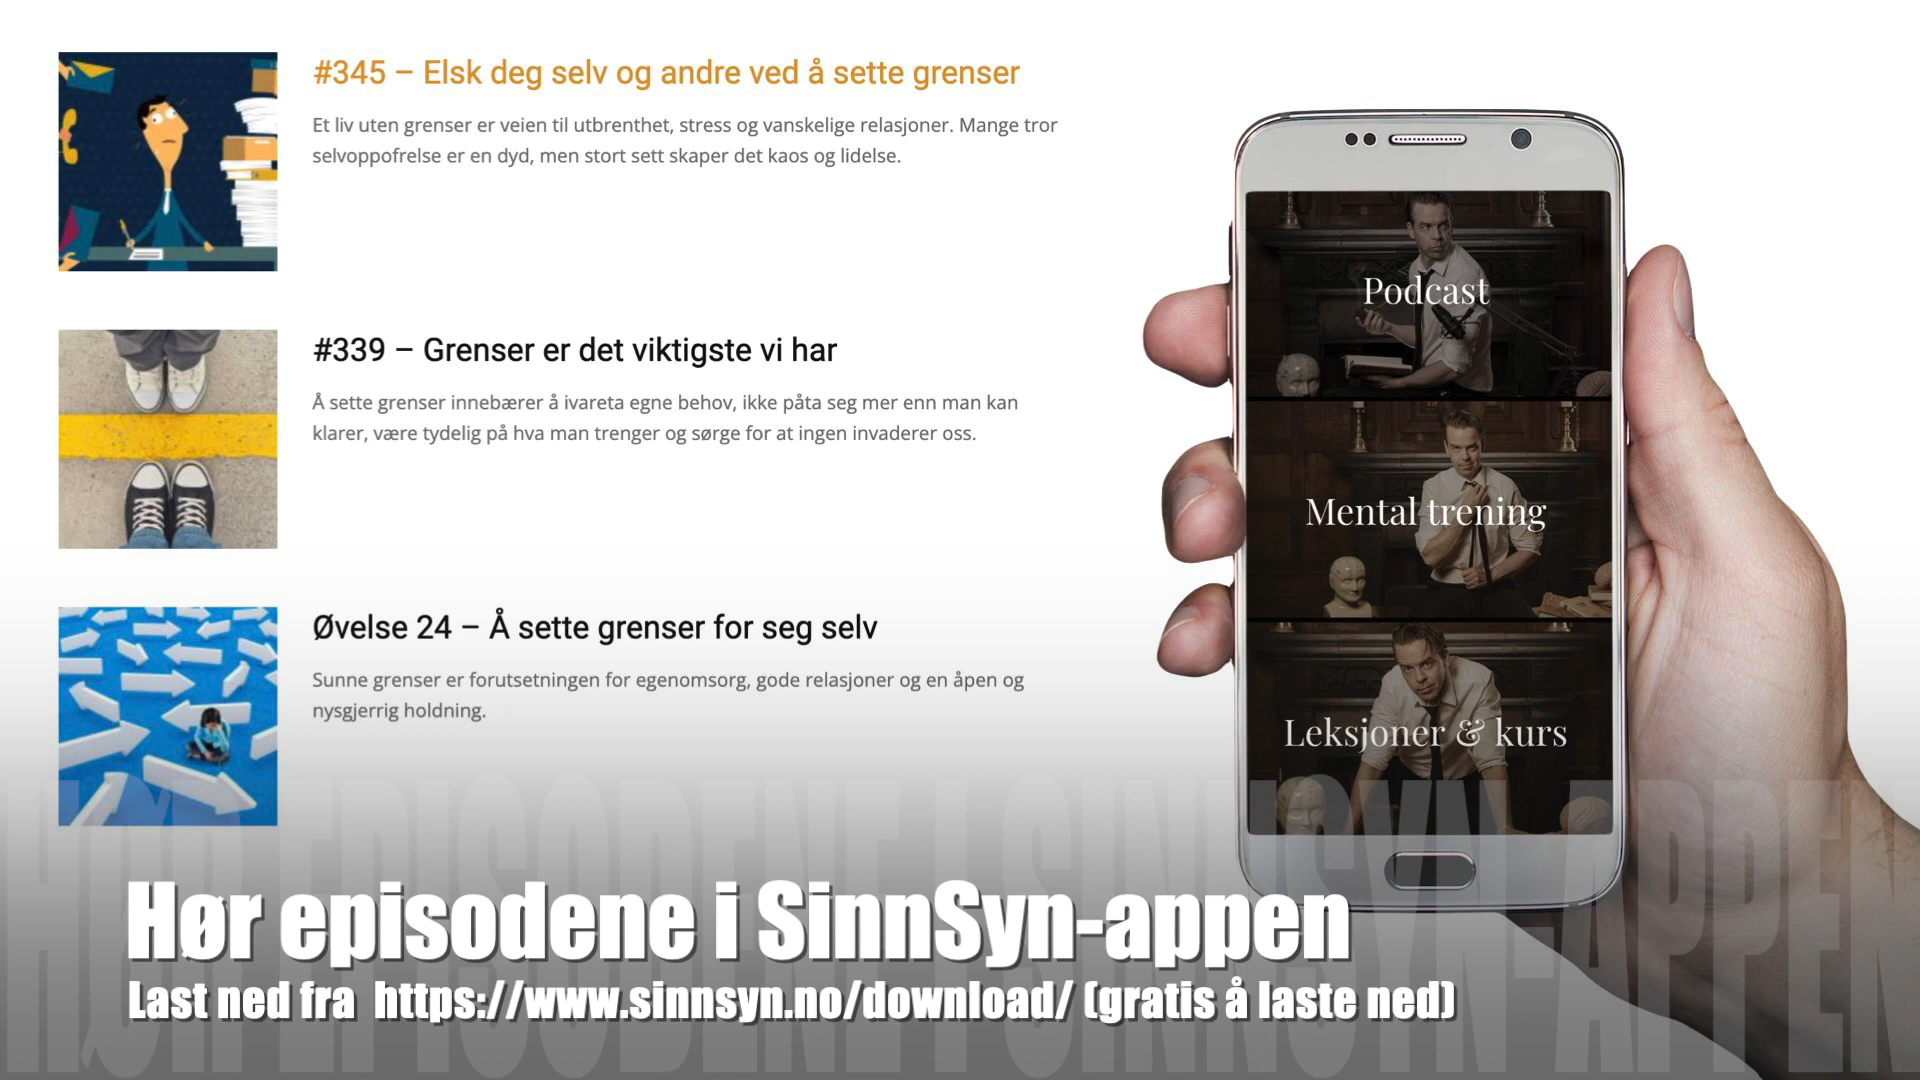 #345 – Elsk deg selv og andre ved å sette grenser
Et liv uten grenser er veien til utbrenthet, stress og vanskelige relasjoner. Mange tror
selvoppofrelse er en dyd, men stort sett skaper det kaos og lidelse.
#339 – Grenser er det viktigste vi har
Å sette grenser innebærer å ivareta egne behov, ikke påta seg mer enn man kan
klarer, være tydelig på hva man trenger og sørge for at ingen invaderer oss.
Øvelse 24 – Å sette grenser for seg selv
Sunne grenser er forutsetningen for egenomsorg, gode relasjoner og en åpen og
nysgjerrig holdning.
Podcast
Mental trening
Leksjoner & kurs
HØR EPISODENE I SINNSYN-APPEN
Hør episodene i SinnSyn-appen
Last ned fra https://www.sinnsyn.no/download/ (gratis å laste ned)